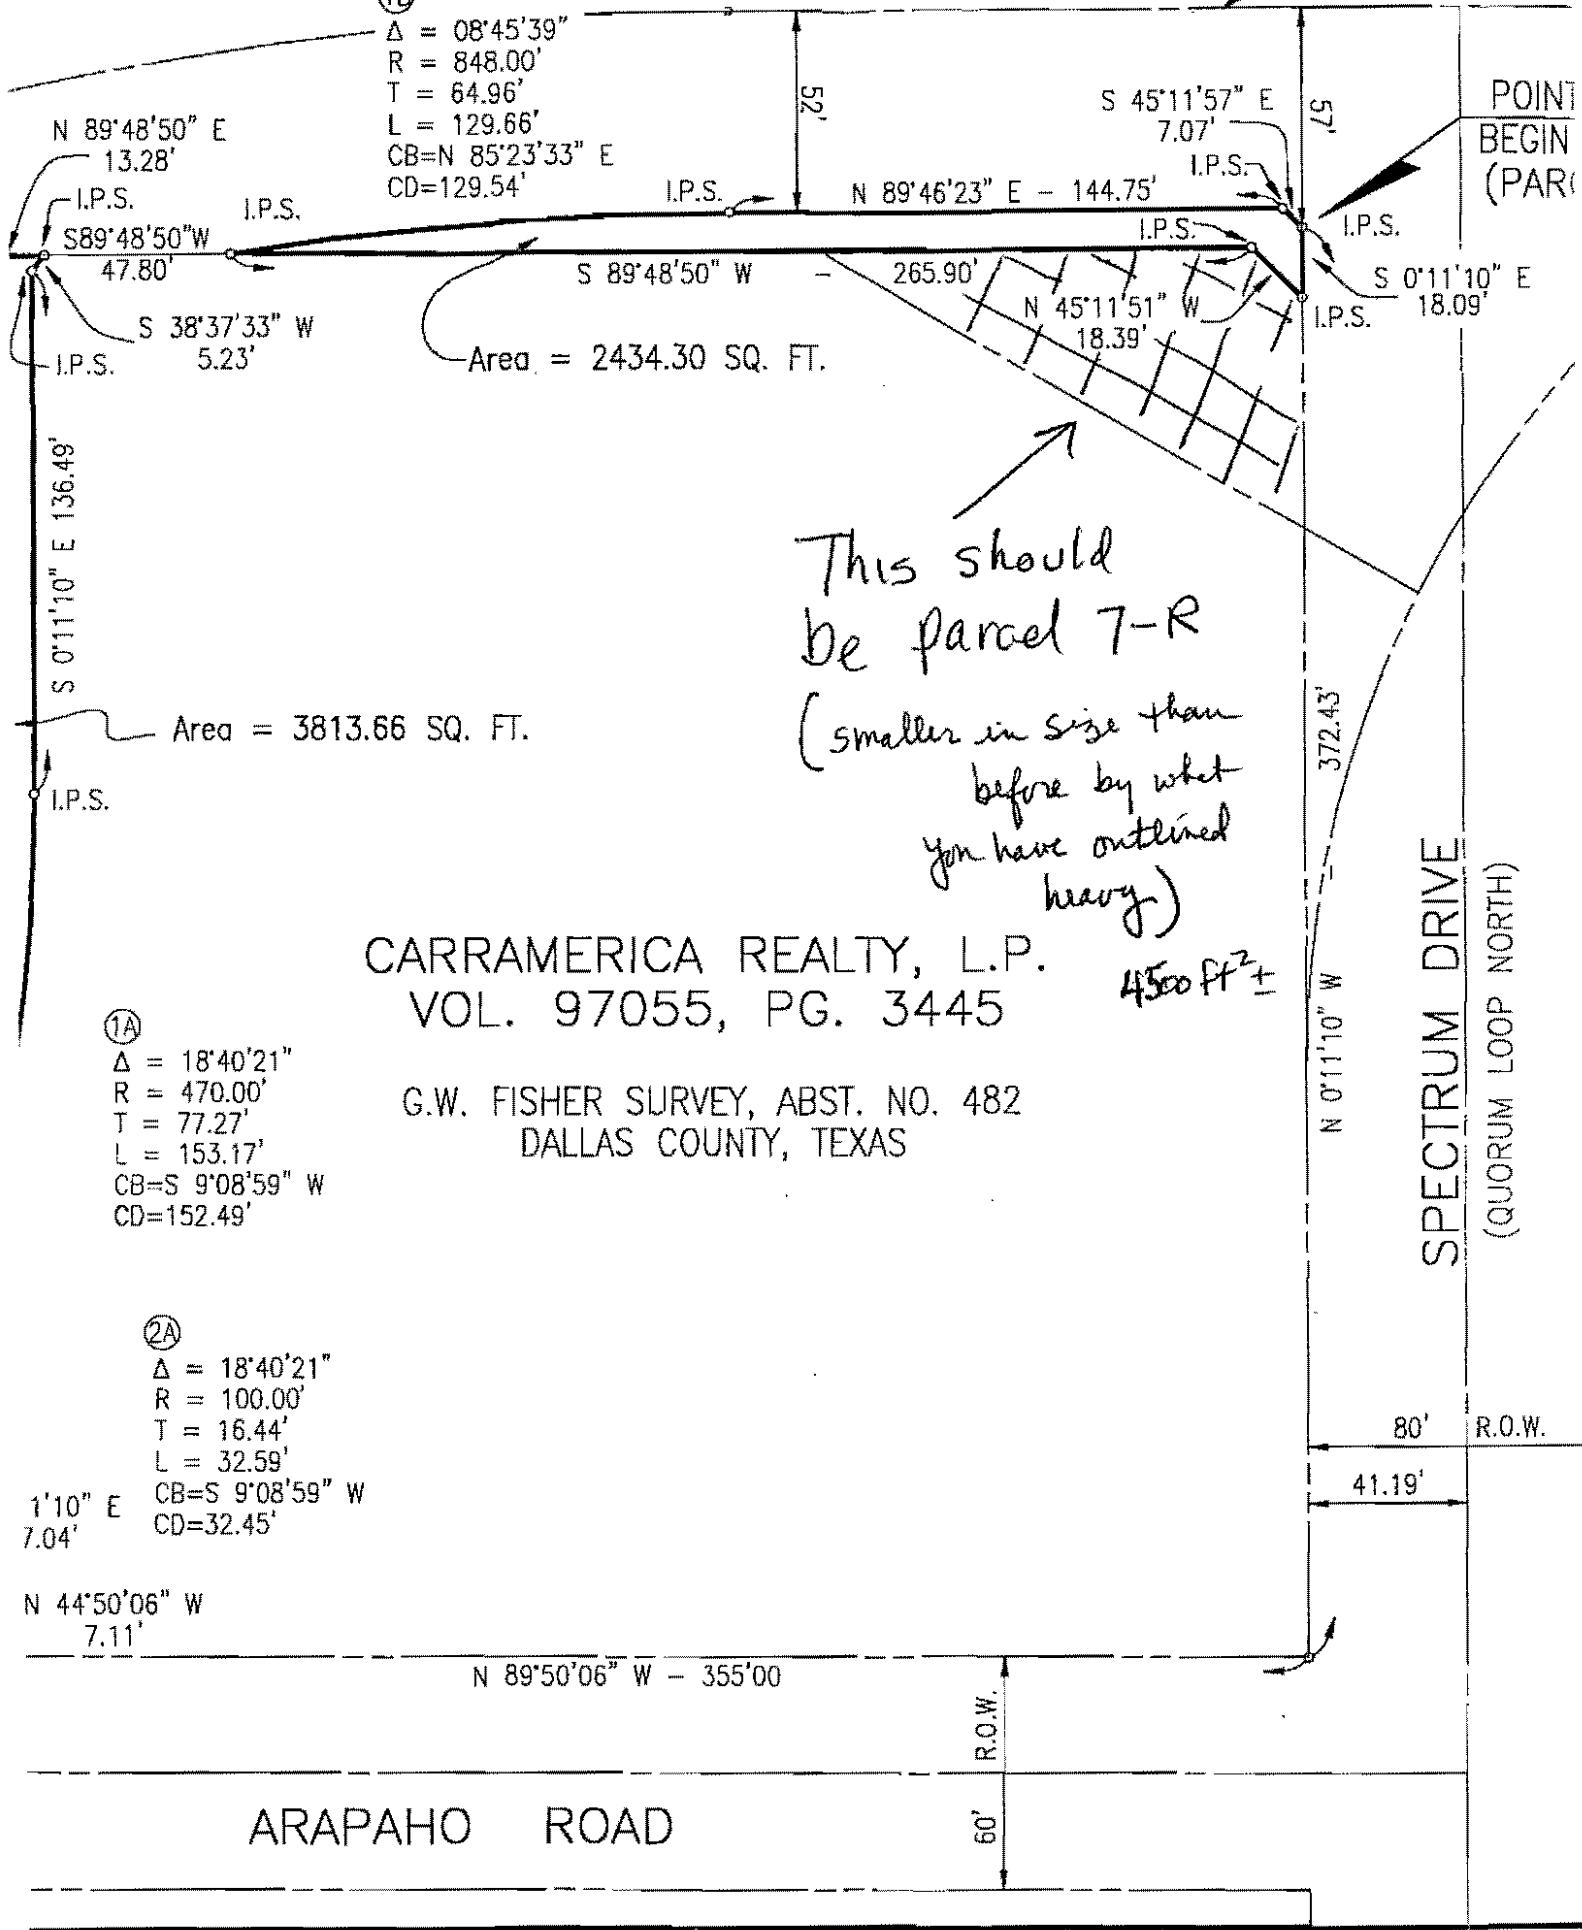 Δ = 08°45'39"
R = 848.00'
T = 64.96'
L = 129.66'
CB=N 85°23'33" E
CD=129.54'
52'
57'
S 45°11'57" E
7.07'
POINT
BEGIN
(PAR
N 89°48'50" E
13.28'
I.P.S.
I.P.S.
I.P.S.
N 89°46'23" E - 144.75'
I.P.S.
I.P.S.
I.P.S.
S89°48'50"W
47.80'
S 89°48'50" W - 265.90'
S 0°11'10" E
18.09'
N 45°11'51" W
18.39'
I.P.S.
S 38°37'33" W
5.23'
I.P.S.
Area = 2434.30 SQ. FT.
S 0°11'10" E 136.49'
This should
be parcel 7-R
(smaller in size than
before by what
you have outlined
heavy)
4500 ft²±
Area = 3813.66 SQ. FT.
I.P.S.
N 0°11'10" W - 372.43'
SPECTRUM DRIVE
(QUORUM LOOP NORTH)
CARRAMERICA REALTY, L.P.
VOL. 97055, PG. 3445
G.W. FISHER SURVEY, ABST. NO. 482
DALLAS COUNTY, TEXAS
1A
Δ = 18°40'21"
R = 470.00'
T = 77.27'
L = 153.17'
CB=S 9°08'59" W
CD=152.49'
2A
Δ = 18°40'21"
R = 100.00'
T = 16.44'
L = 32.59'
CB=S 9°08'59" W
CD=32.45'
1'10" E
7.04'
N 44°50'06" W
7.11'
80' R.O.W.
41.19'
N 89°50'06" W - 355'00
R.O.W.
60'
ARAPAHO ROAD